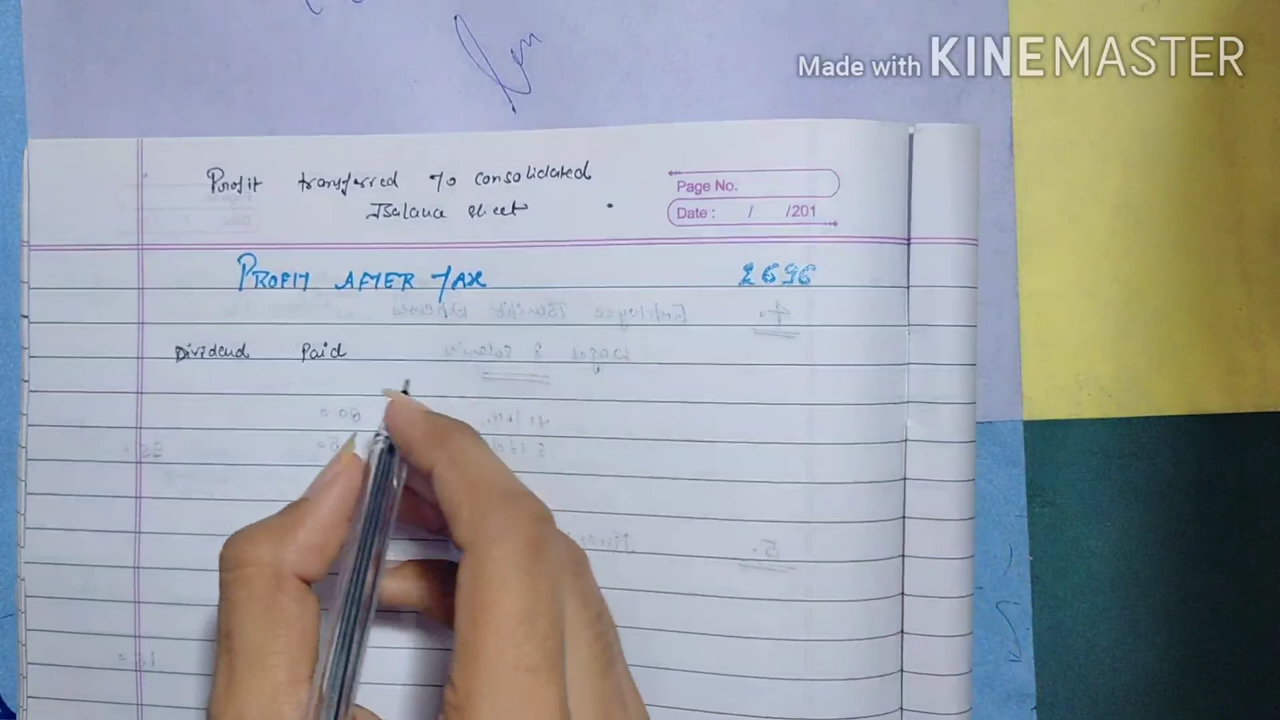 Made with KINEMASTER
Profit transferred to consolidated
Balance sheet
Page No.
Date : / /201
PROFIT AFTER TAX 2696
Dividend Paid